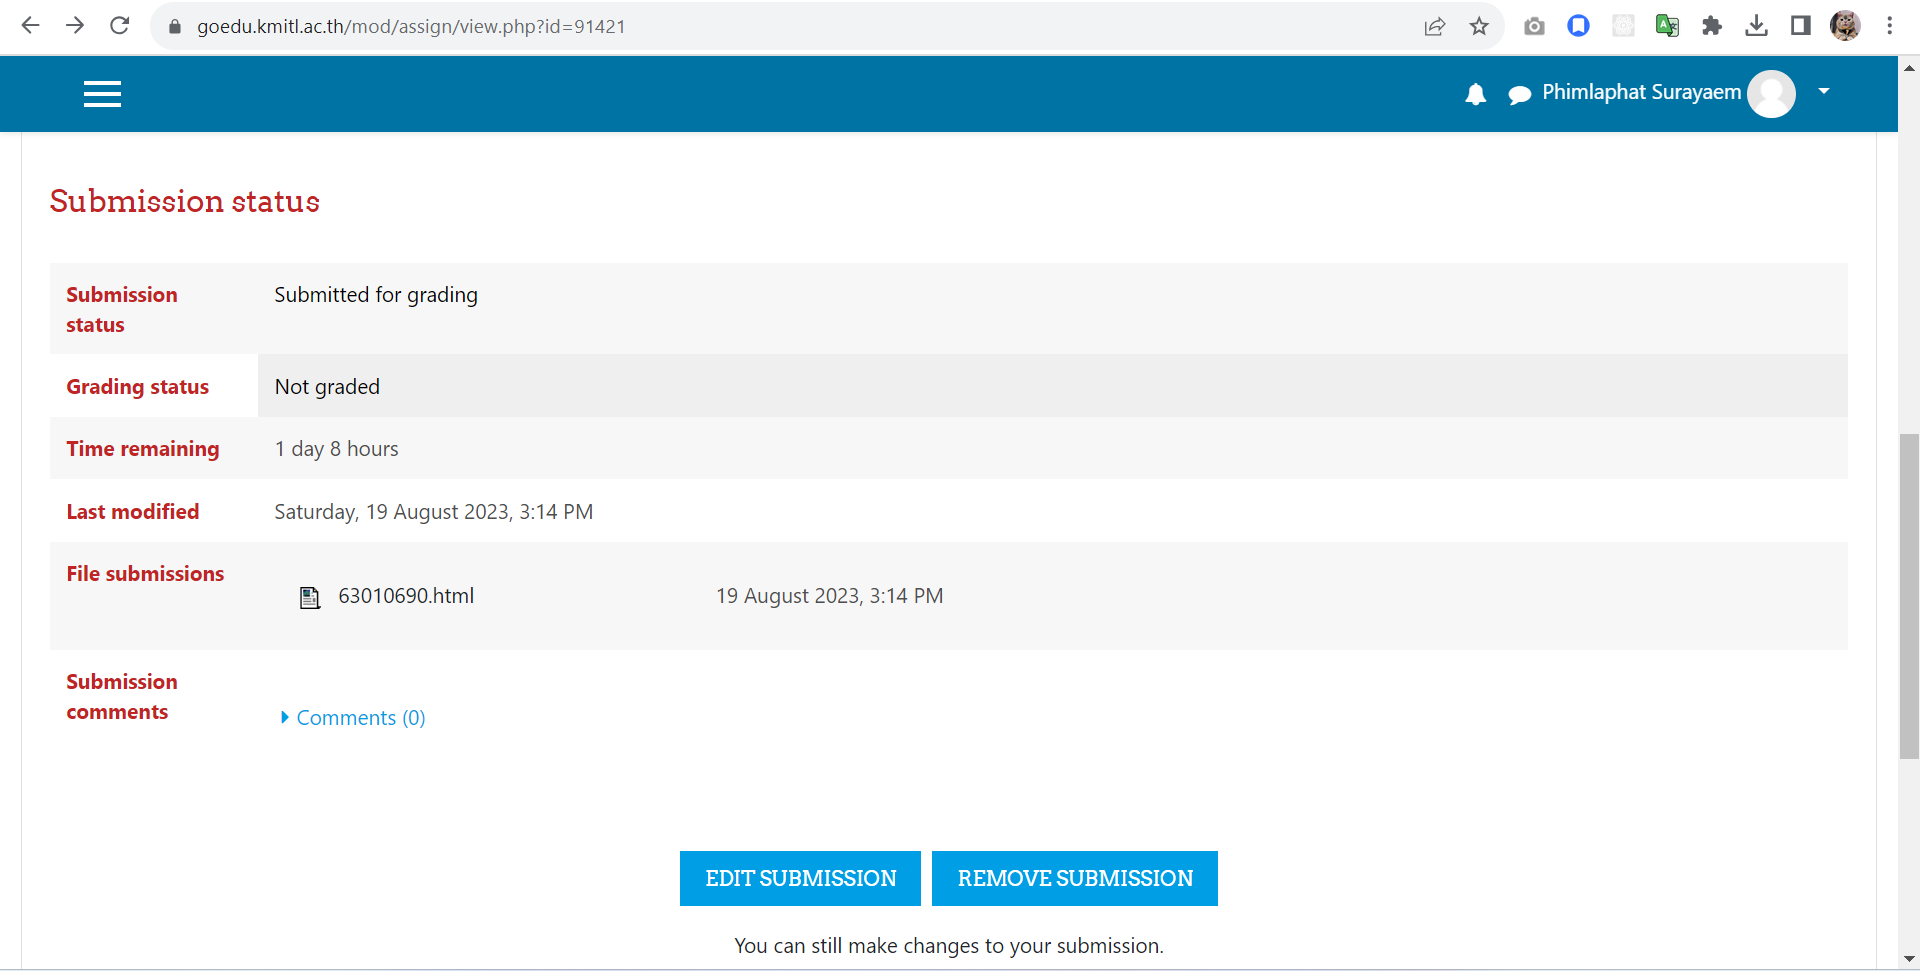 goedu.kmitl.ac.th/mod/assign/view.php?id=91421
Phimlaphat Surayaem
Submission status
Submission status
Submitted for grading
Grading status
Not graded
Time remaining
1 day 8 hours
Last modified
Saturday, 19 August 2023, 3:14 PM
File submissions
63010690.html
19 August 2023, 3:14 PM
Submission comments
Comments (0)
EDIT SUBMISSION
REMOVE SUBMISSION
You can still make changes to your submission.